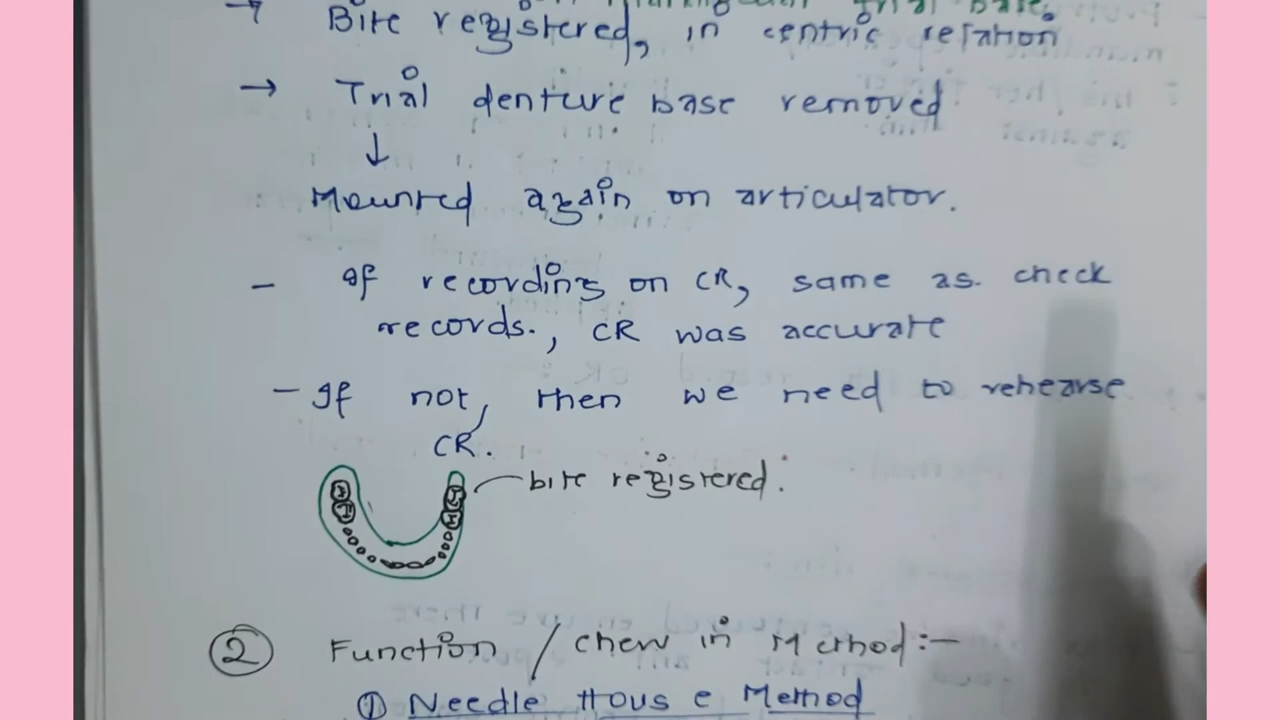 → Bite registered, in centric relation
→ Trial denture base removed
↓
Mounted again on articulator.
- If recording on CR, same as check
records., CR was accurate
- If not, then we need to rehearse
CR.
bite registered.
② Function / chew in Method:-
① Needle House Method